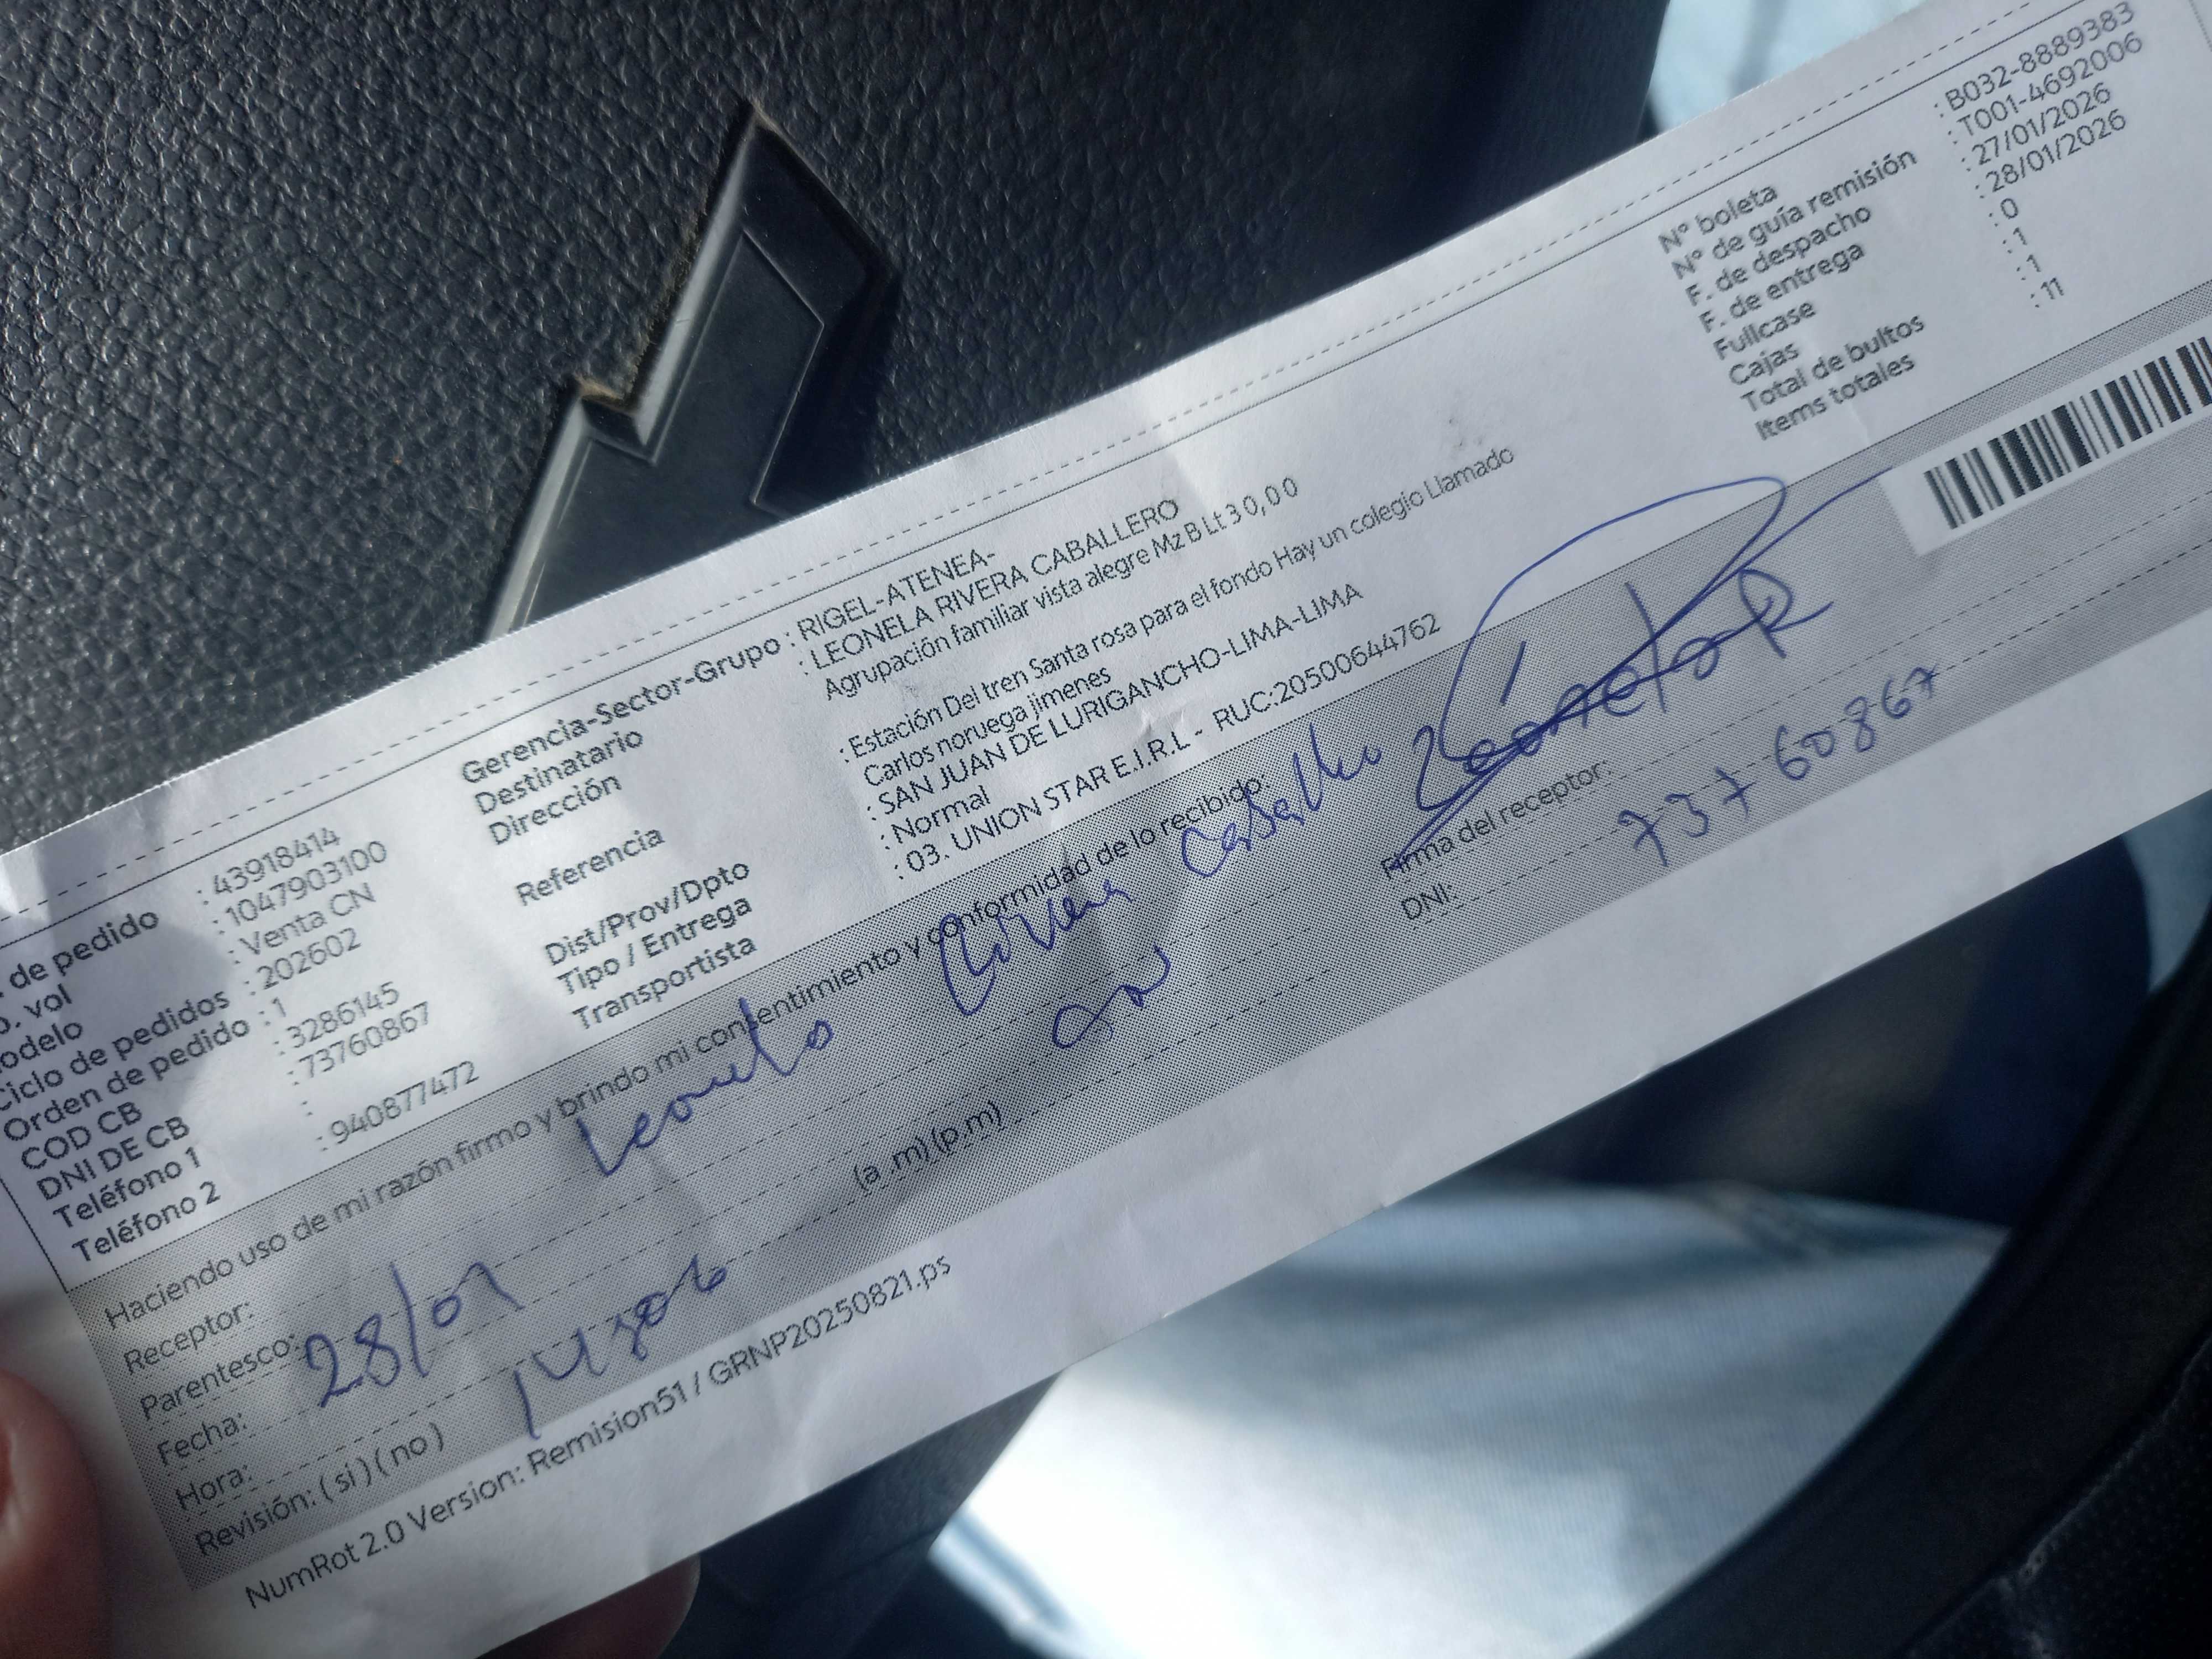 . de pedido : 43918414
o. vol : 1047903100
odelo : Venta CN
Ciclo de pedidos : 202602
Orden de pedido : 1
COD CB : 3286145
DNI DE CB : 73760867
Teléfono 1 :
Teléfono 2 : 940877472
Gerencia-Sector-Grupo : RIGEL-ATENEA-
Destinatario : LEONELA RIVERA CABALLERO
Dirección Agrupación familiar vista alegre Mz B Lt 3 0,0 0
Referencia : Estación Del tren Santa rosa para el fondo Hay un colegio Llamado
Carlos noruega jimenes
Dist/Prov/Dpto : SAN JUAN DE LURIGANCHO-LIMA-LIMA
Tipo / Entrega : Normal
Transportista : 03. UNION STAR E.I.R.L - RUC:20500644762
N° boleta : B032-8889383
N° de guía remisión : T001-4692006
F. de despacho : 27/01/2026
F. de entrega : 28/01/2026
Fullcase : 0
Cajas : 1
Total de bultos : 1
Items totales : 11
Haciendo uso de mi razón firmo y brindo mi consentimiento y conformidad de lo recibido:
Receptor: Leonela Rivera Caballero
Parentesco:
Fecha: 28/01
Hora: (a .m) (p.m)
Revisión: ( si ) ( no )
Firma del receptor:
DNI: 73760867
NumRot 2.0 Version: Remision51 / GRNP20250821.ps